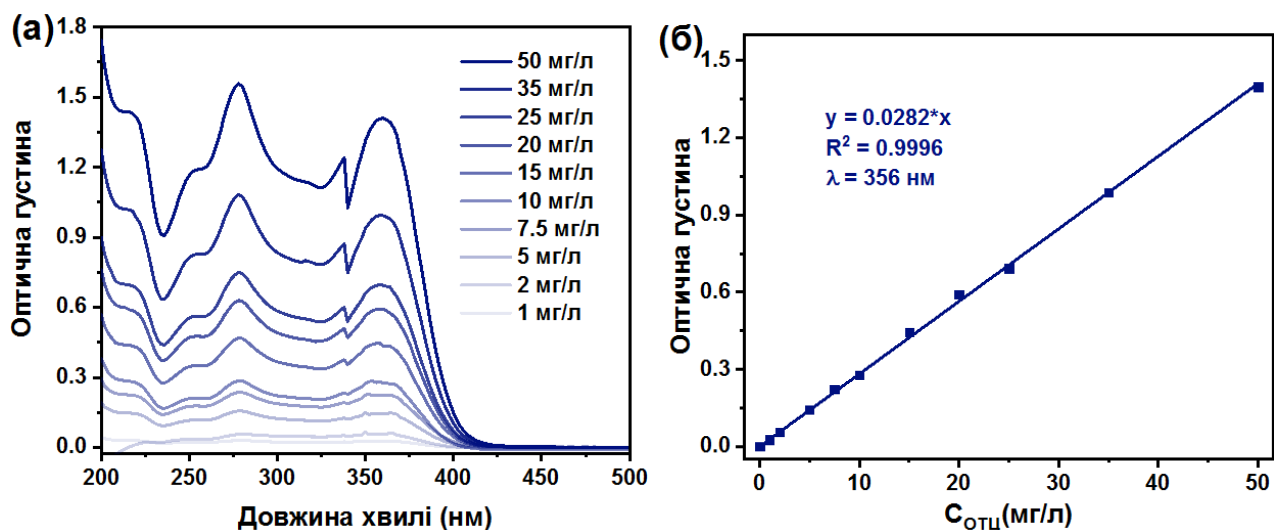 (а)
Оптична густина
1.8
1.5
1.2
0.9
0.6
0.3
0.0
200 250 300 350 400 450 500
Довжина хвилі (нм)
50 мг/л
35 мг/л
25 мг/л
20 мг/л
15 мг/л
10 мг/л
7.5 мг/л
5 мг/л
2 мг/л
1 мг/л
(б)
Оптична густина
1.5
1.2
0.9
0.6
0.3
0.0
0 10 20 30 40 50
C_ОТЦ(мг/л)
y = 0.0282*x
R² = 0.9996
λ = 356 нм